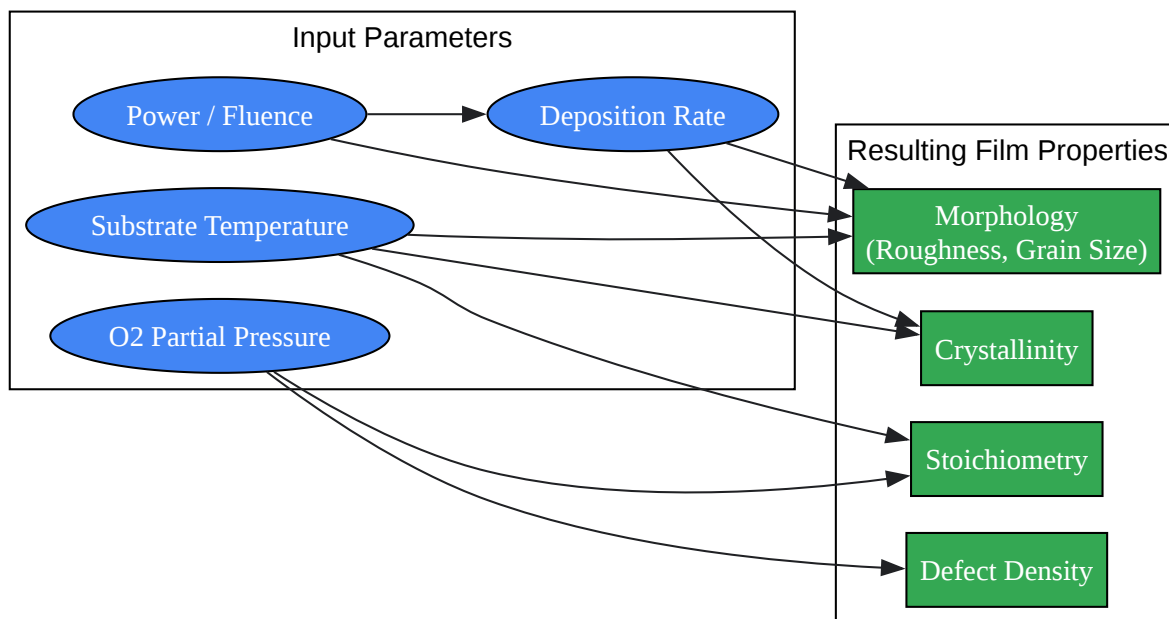 Input Parameters
Power / Fluence
Deposition Rate
Substrate Temperature
O2 Partial Pressure
Resulting Film Properties
Morphology
(Roughness, Grain Size)
Crystallinity
Stoichiometry
Defect Density